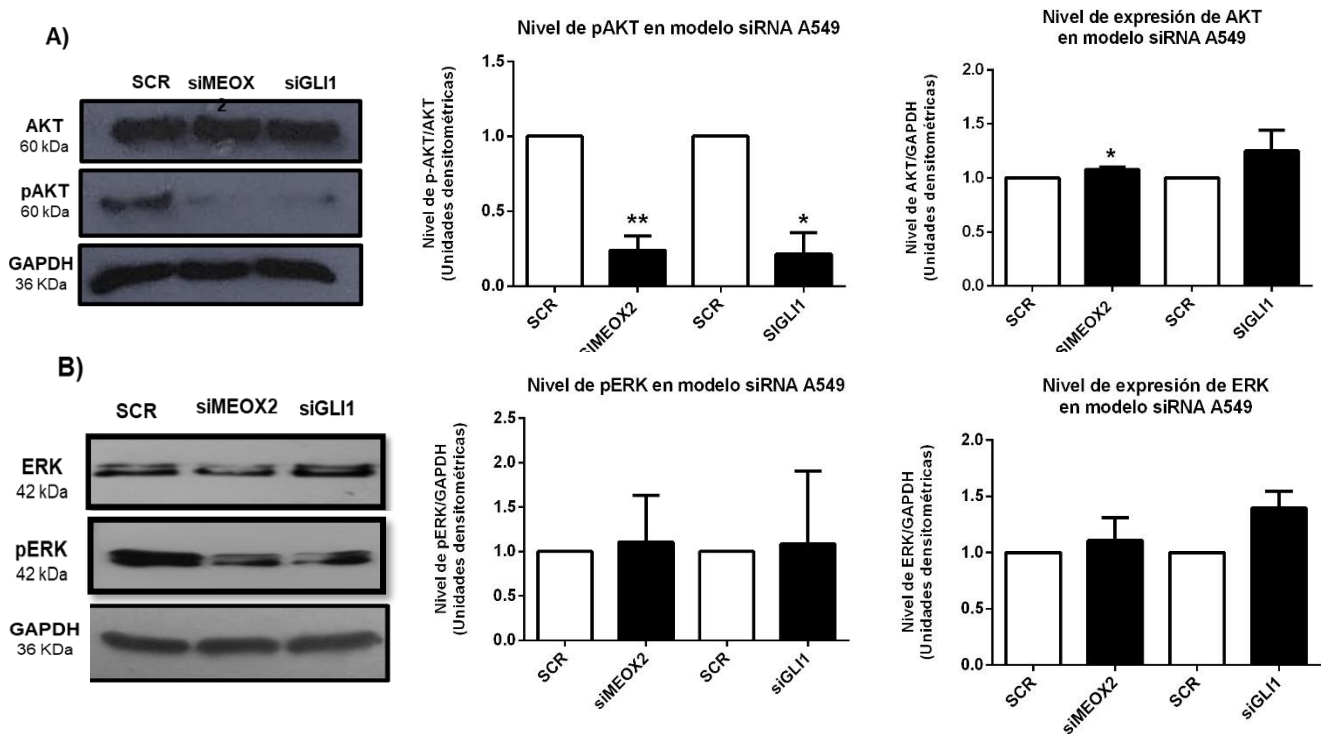 A)
SCR siMEOX2 siGLI1
AKT
60 kDa
pAKT
60 kDa
GAPDH
36 KDa
Nivel de pAKT en modelo siRNA A549
Nivel de p-AKT/AKT
(Unidades densitométricas)
1.5
1.0
0.5
0.0
**
*
SCR
SIMEOX2
SCR
SIGLI1
Nivel de expresión de AKT
en modelo siRNA A549
Nivel de AKT/GAPDH
(Unidades densitométricas)
2.0
1.5
1.0
0.5
0.0
*
SCR
SIMEOX2
SCR
SIGLI1
B)
SCR siMEOX2 siGLI1
ERK
42 kDa
pERK
42 kDa
GAPDH
36 KDa
Nivel de pERK en modelo siRNA A549
Nivel de pERK/GAPDH
(Unidades densitométricas)
2.5
2.0
1.5
1.0
0.5
0.0
SCR
siMEOX2
SCR
siGLI1
Nivel de expresión de ERK
en modelo siRNA A549
Nivel de ERK/GAPDH
(Unidades densitométricas)
2.0
1.5
1.0
0.5
0.0
SCR
siMEOX2
SCR
siGLI1